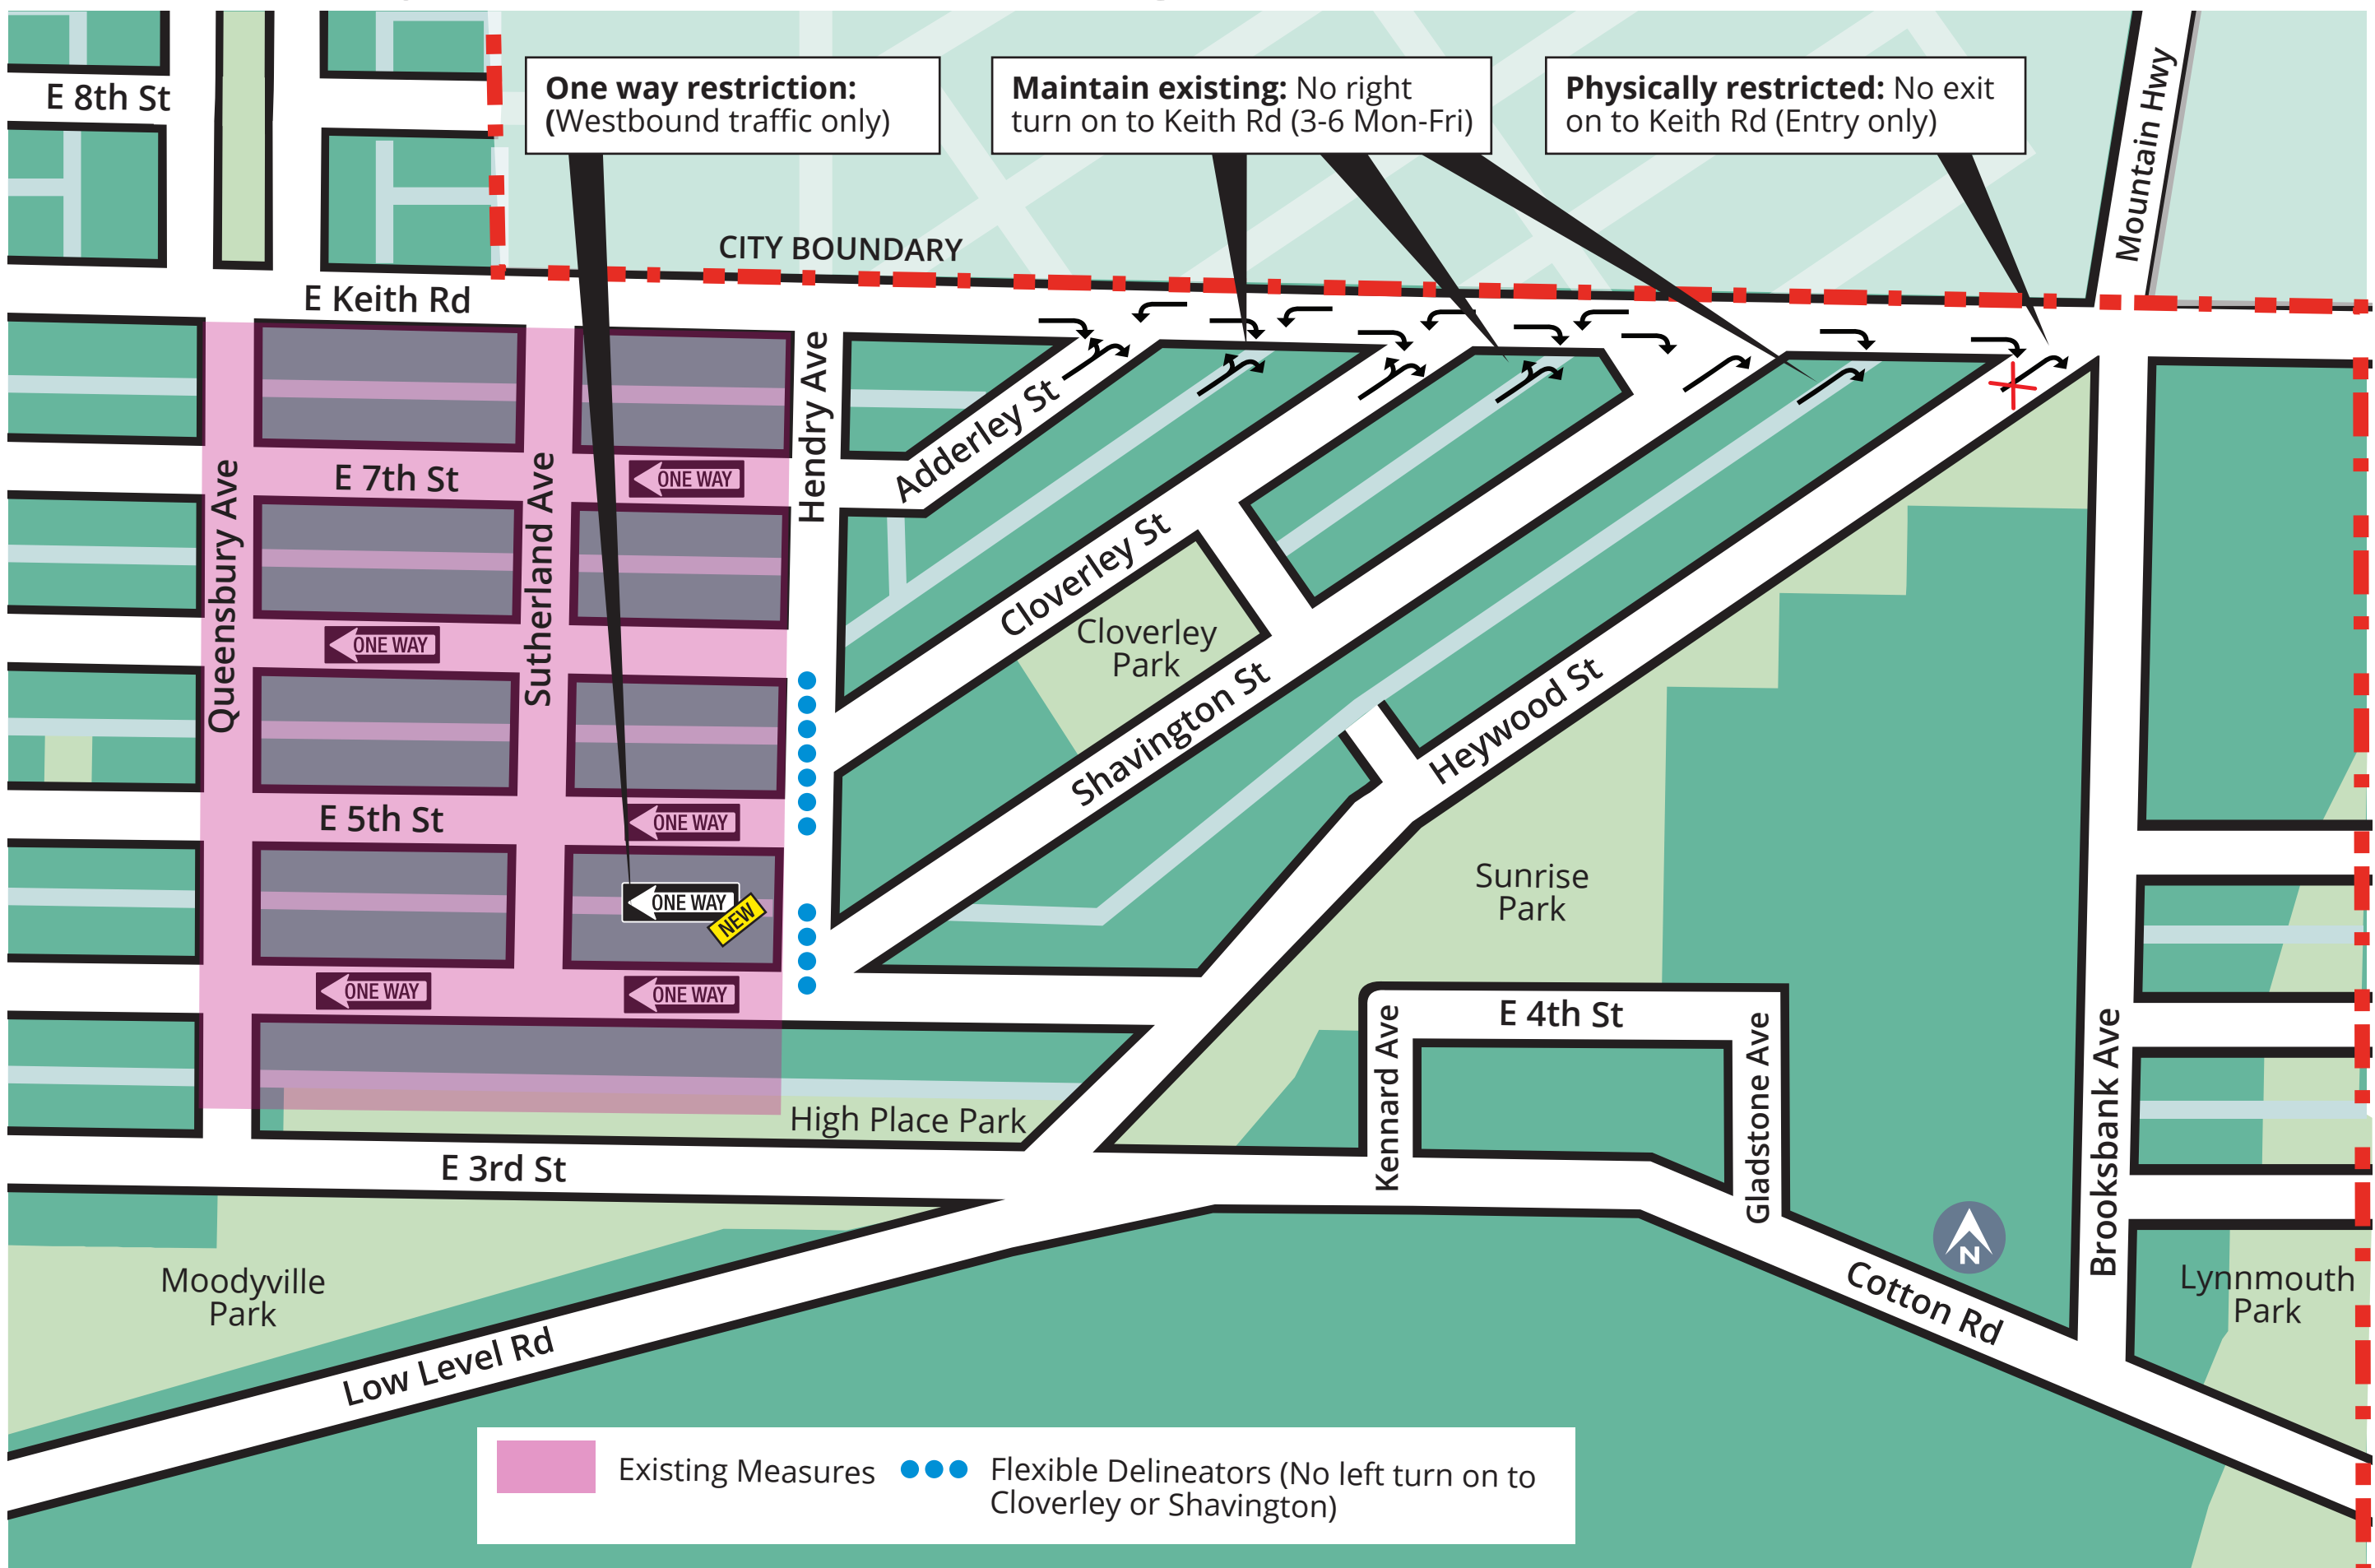 E 8th St
One way restriction:
(Westbound traffic only)
Maintain existing: No right
turn on to Keith Rd (3-6 Mon-Fri)
Physically restricted: No exit
on to Keith Rd (Entry only)
Mountain Hwy
CITY BOUNDARY
E Keith Rd
Hendry Ave
Adderley St
Queensbury Ave
E 7th St
Sutherland Ave
ONE WAY
Cloverley St
ONE WAY
Cloverley
Park
Shavington St
Heywood St
E 5th St
ONE WAY
Sunrise
Park
ONE WAY
NEW
ONE WAY
ONE WAY
E 4th St
Kennard Ave
Gladstone Ave
Brooksbank Ave
High Place Park
E 3rd St
N
Moodyville
Park
Cotton Rd
Lynnmouth
Park
Low Level Rd
Existing Measures
Flexible Delineators (No left turn on to
Cloverley or Shavington)